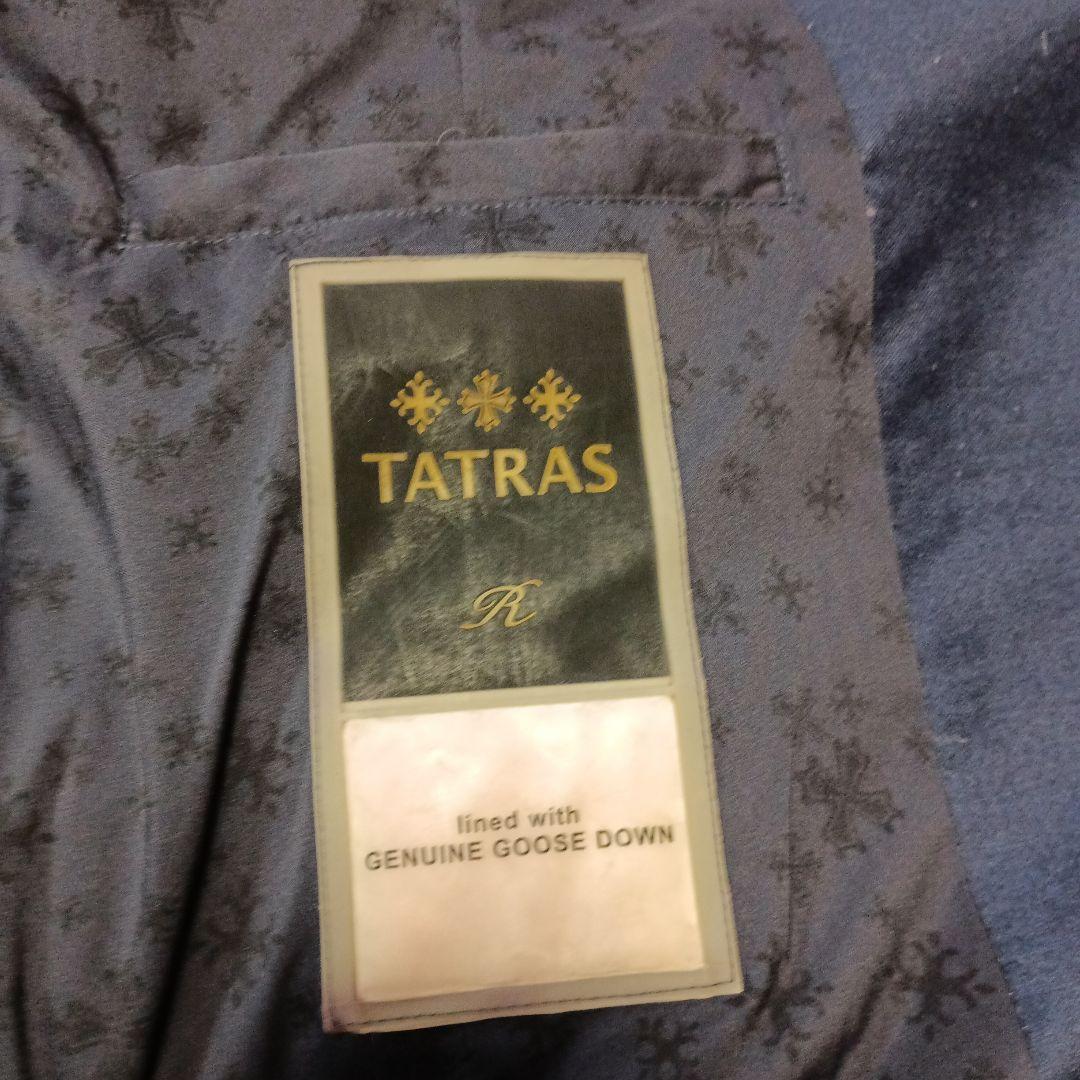 TATRAS
R
lined with
GENUINE GOOSE DOWN